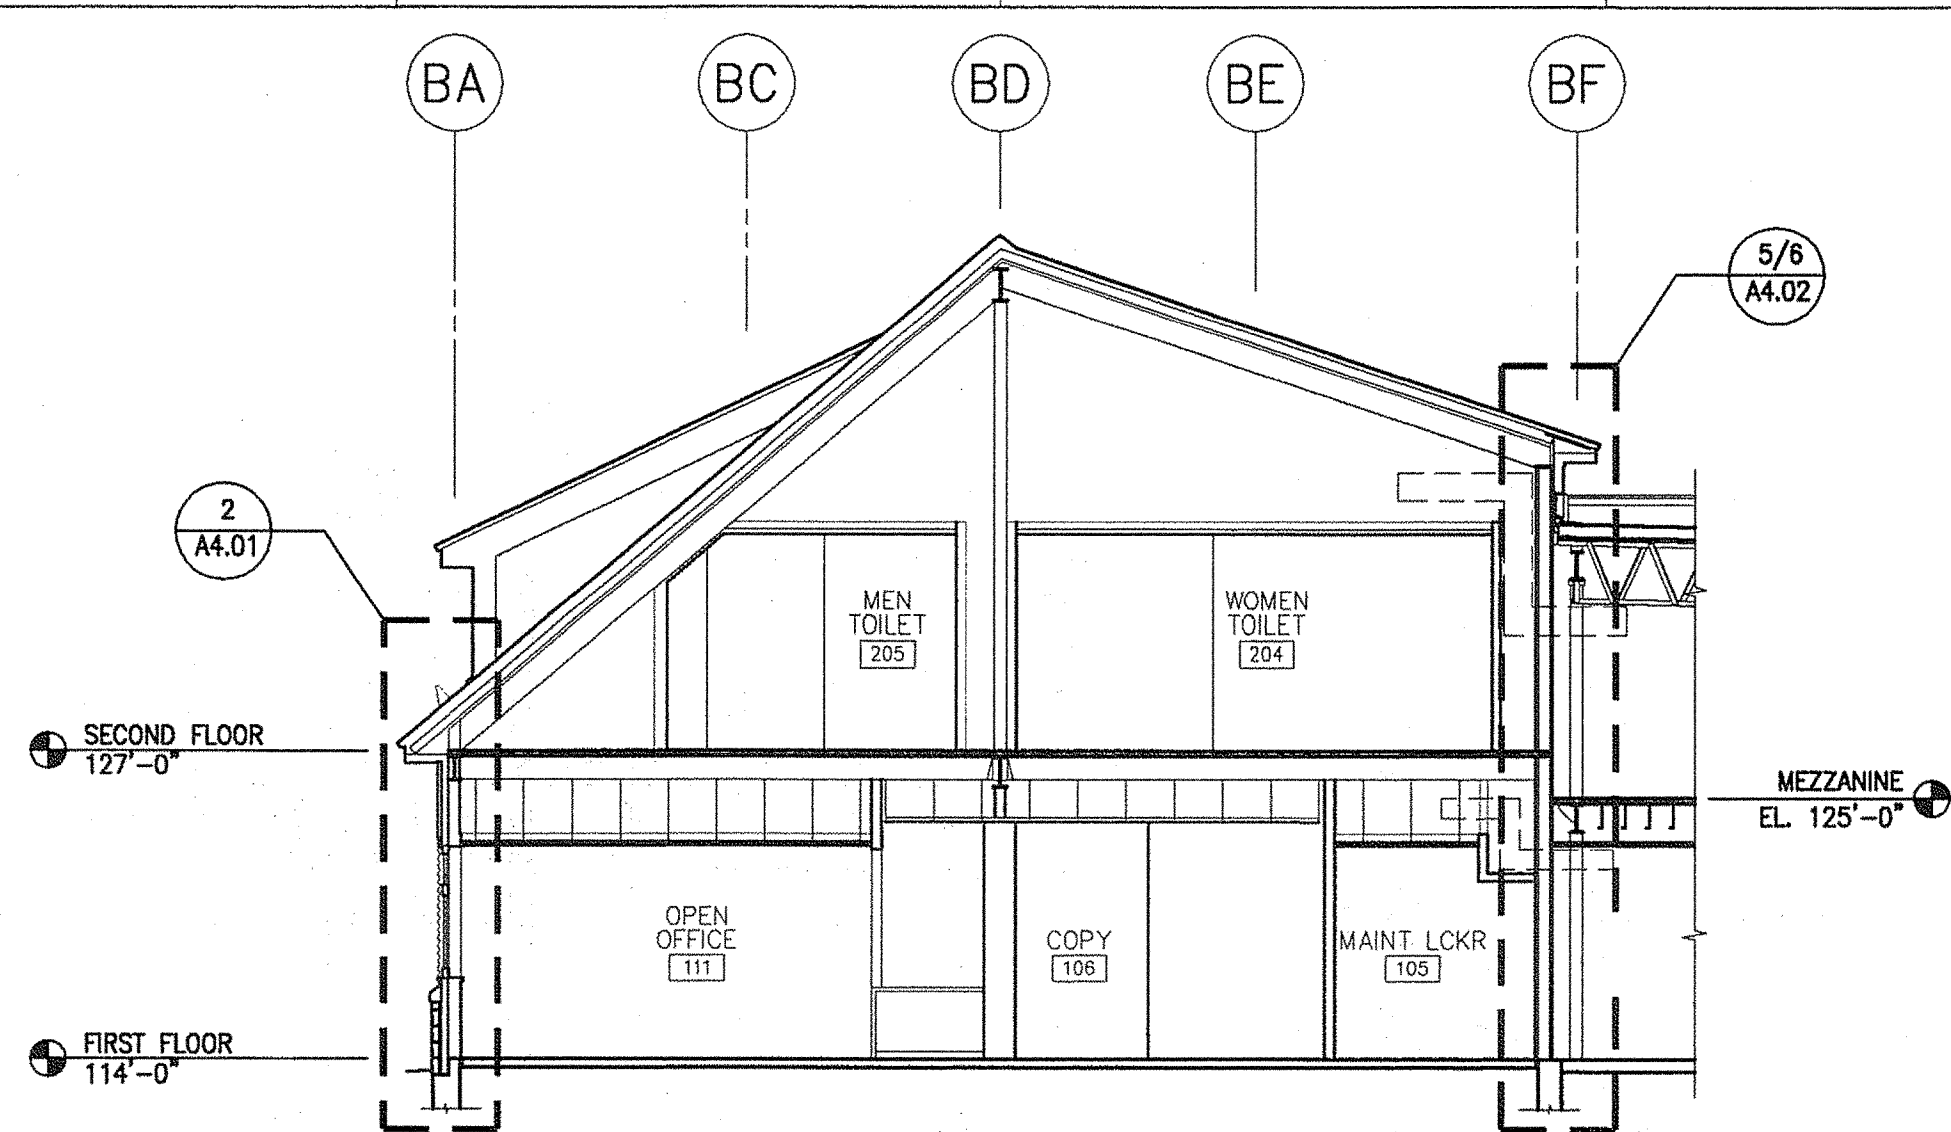 BA
BC
BD
BE
BF
5/6
A4.02
2
A4.01
MEN
TOILET
205
WOMEN
TOILET
204
SECOND FLOOR
127'-0"
MEZZANINE
EL. 125'-0"
OPEN
OFFICE
111
COPY
106
MAINT LCKR
105
FIRST FLOOR
114'-0"